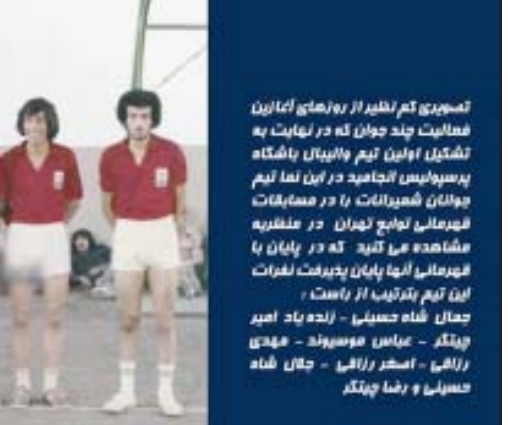 تصویری کم نظیر از روزهای آغازین
فعالیت چند جوان که در نهایت به
تشکیل اولین تیم والیبال باشگاه
پرسپولیس انجامید در این نما تیم
جوانان شمیرانات را در مسابقات
قهرمانی توابع تهران در منظریه
مشاهده می کنید که در پایان با
قهرمانی آنها پایان پذیرفت نفرات
این تیم بترتیب از راست :
جمال شاه حسینی - زنده یاد امیر
چیتگر - عباس موسیوند - مهدی
رزاقی - اصغر رزاقی - جلال شاه
حسینی و رضا چیتگر